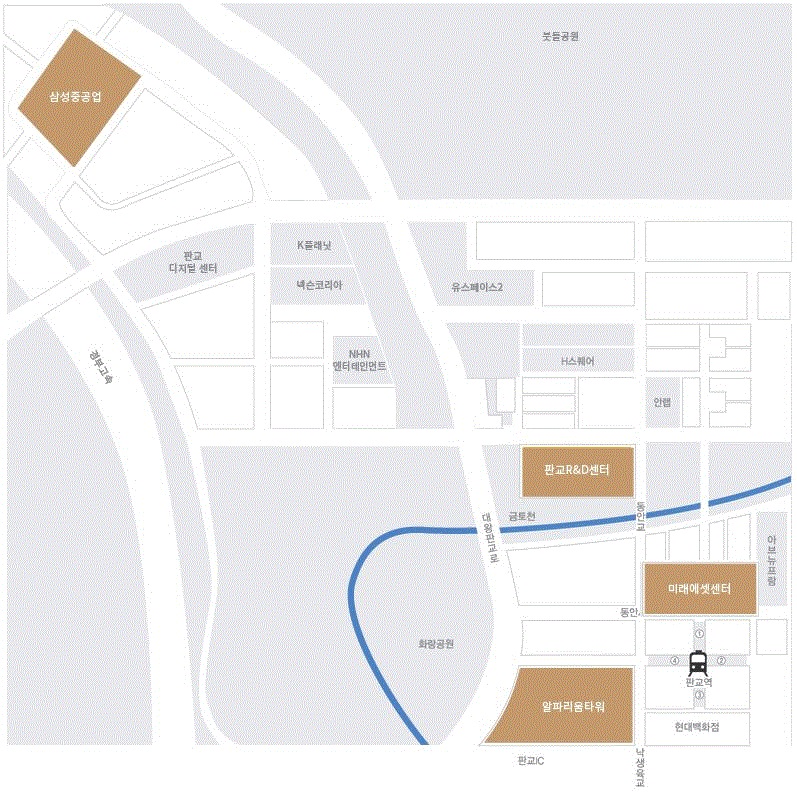 붓들공원
삼성중공업
K플래닛
판교
디지털 센터
넥슨코리아
유스페이스2
NHN
엔터테인먼트
H스퀘어
경부고속
안랩
판교R&D센터
금토천
동안교
대왕판교로
아브뉴프랑
미래에셋센터
동안
①
화랑공원
④
②
판교역
③
알파리움타워
현대백화점
판교IC
낙생육교